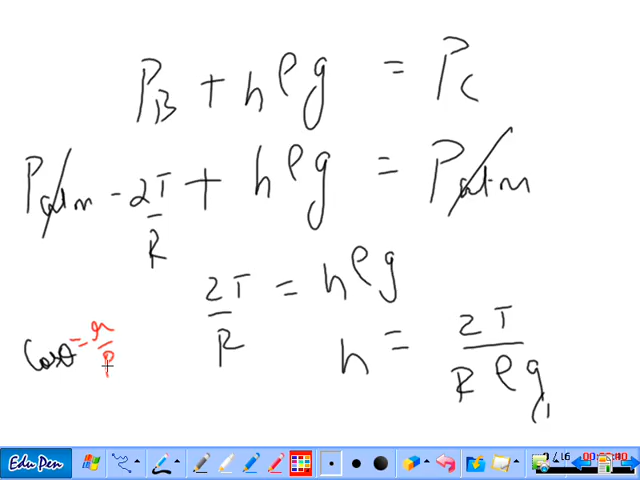 P_B + hρg = P_C
P_atm - 2T/R + hρg = P_atm
2T/R = hρg
cosθ = r/R
h = 2T/Rρg
Edu Pen